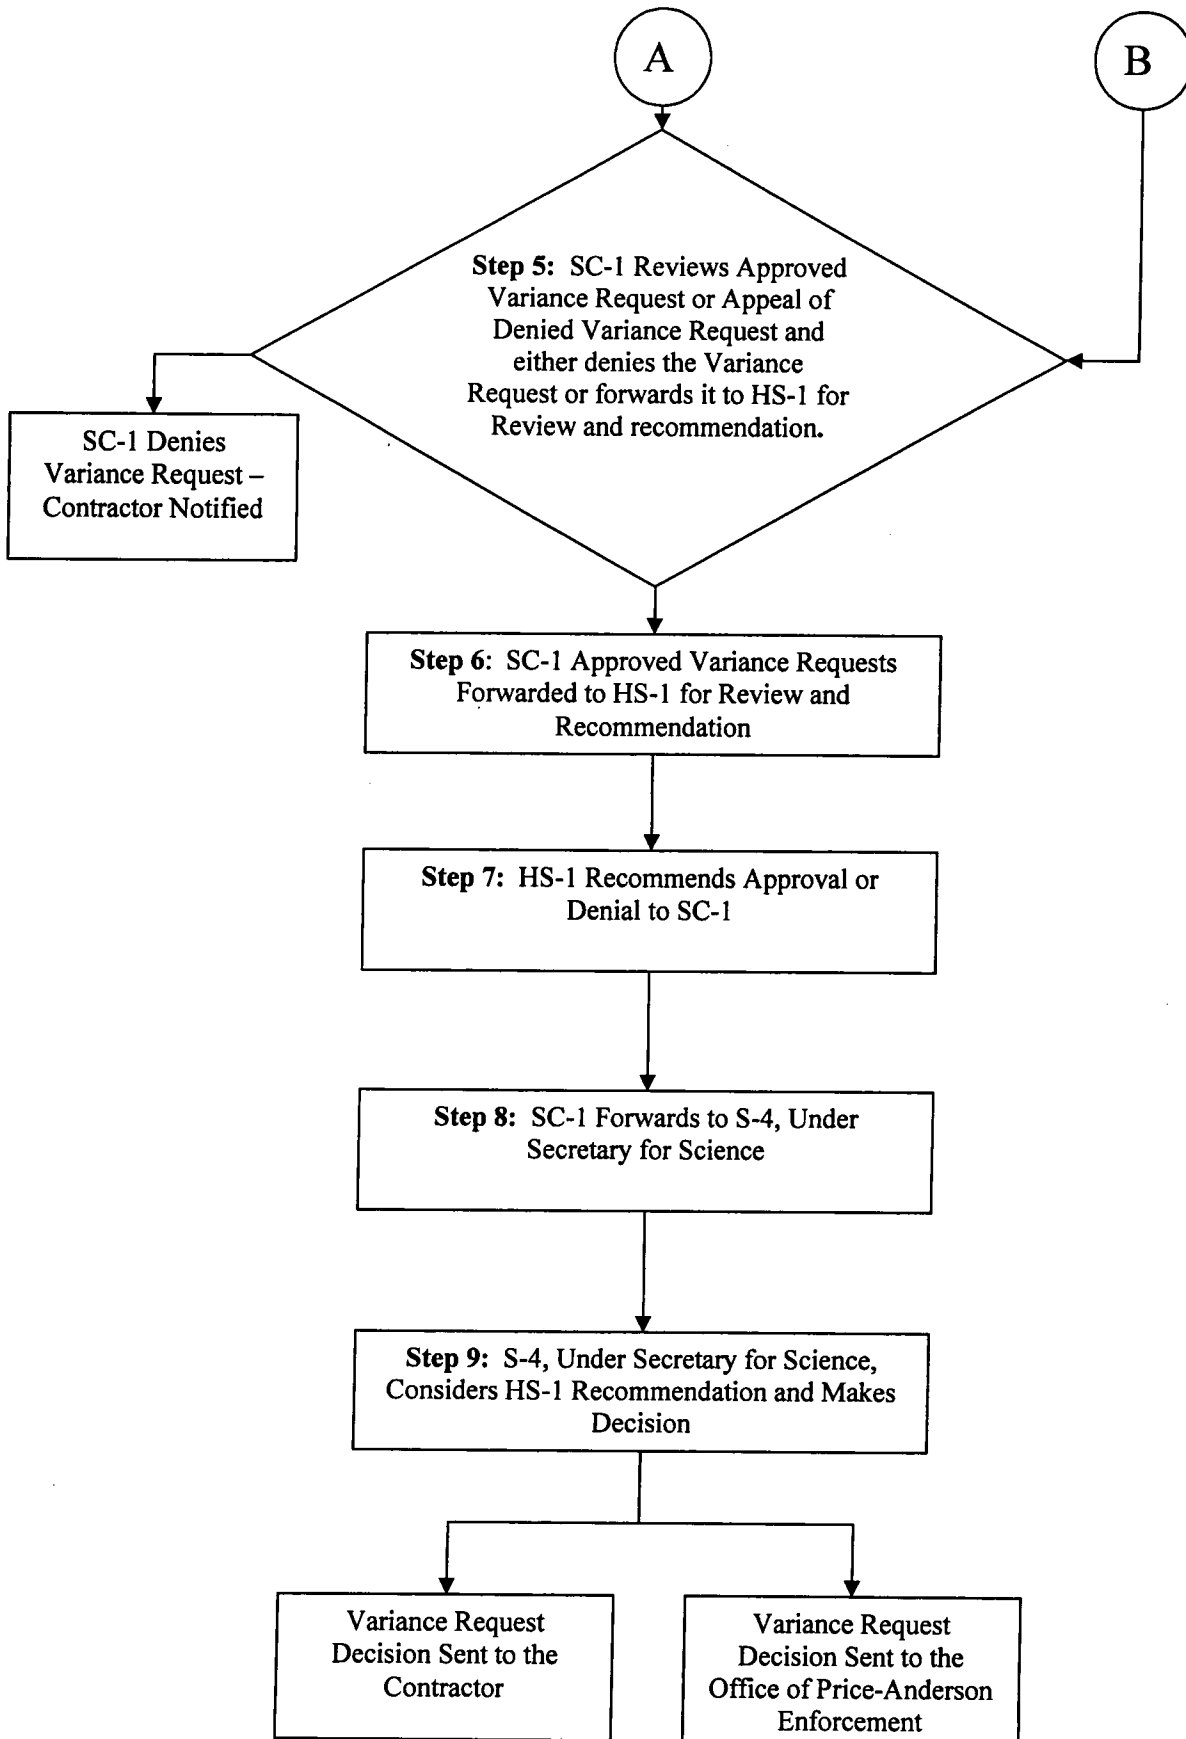 A
B
Step 5: SC-1 Reviews Approved
Variance Request or Appeal of
Denied Variance Request and
either denies the Variance
Request or forwards it to HS-1 for
Review and recommendation.
SC-1 Denies
Variance Request –
Contractor Notified
Step 6: SC-1 Approved Variance Requests
Forwarded to HS-1 for Review and
Recommendation
Step 7: HS-1 Recommends Approval or
Denial to SC-1
Step 8: SC-1 Forwards to S-4, Under
Secretary for Science
Step 9: S-4, Under Secretary for Science,
Considers HS-1 Recommendation and Makes
Decision
Variance Request
Decision Sent to the
Contractor
Variance Request
Decision Sent to the
Office of Price-Anderson
Enforcement